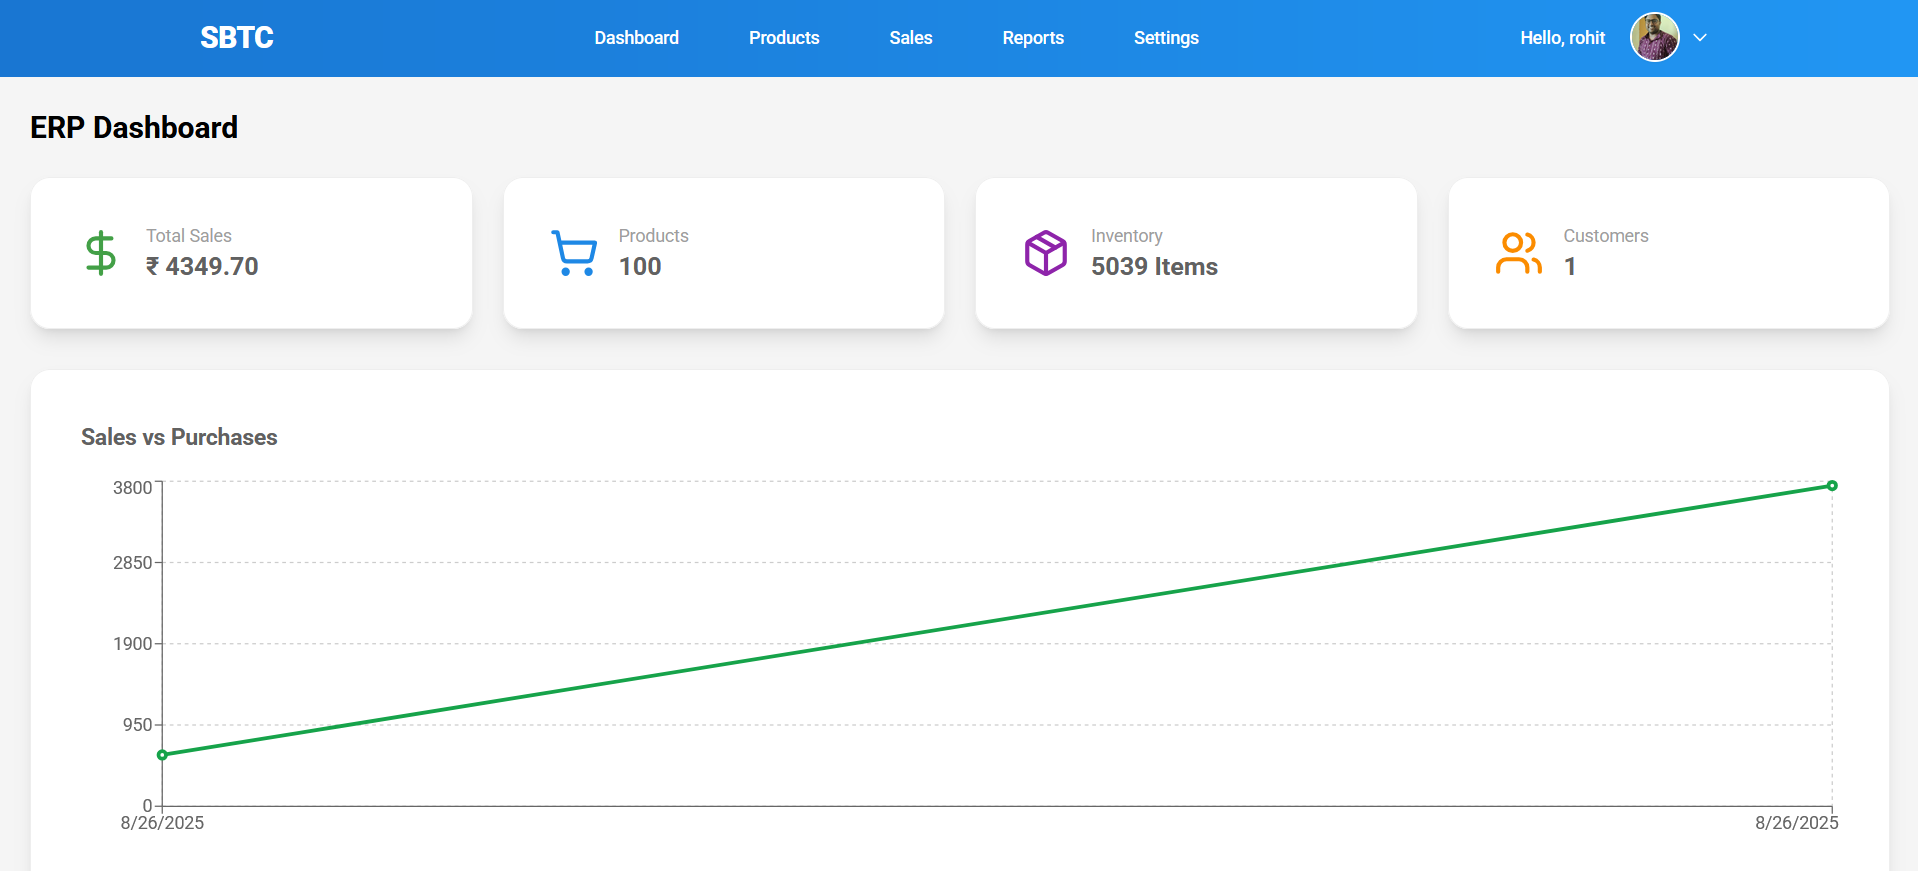 SBTC
Dashboard
Products
Sales
Reports
Settings
Hello, rohit
ERP Dashboard
Total Sales
₹ 4349.70
Products
100
Inventory
5039 Items
Customers
1
Sales vs Purchases
3800
2850
1900
950
0
8/26/2025
8/26/2025